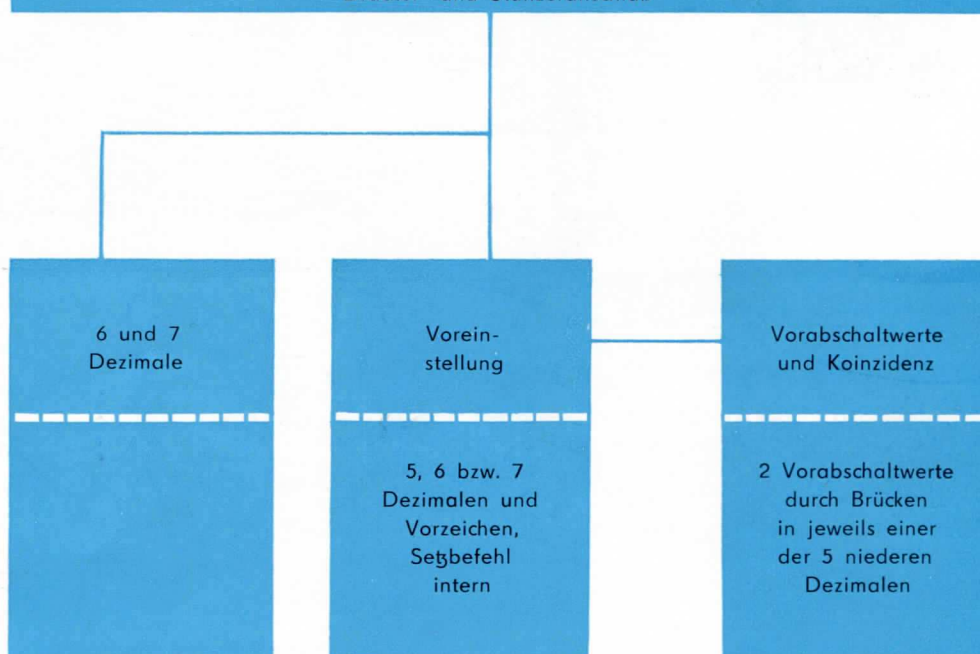 6 und 7
Dezimale
Vorein-
stellung
5, 6 bzw. 7
Dezimalen und
Vorzeichen,
Setzbefehl
intern
Vorabschaltwerte
und Koinzidenz
2 Vorabschaltwerte
durch Brücken
in jeweils einer
der 5 niederen
Dezimalen